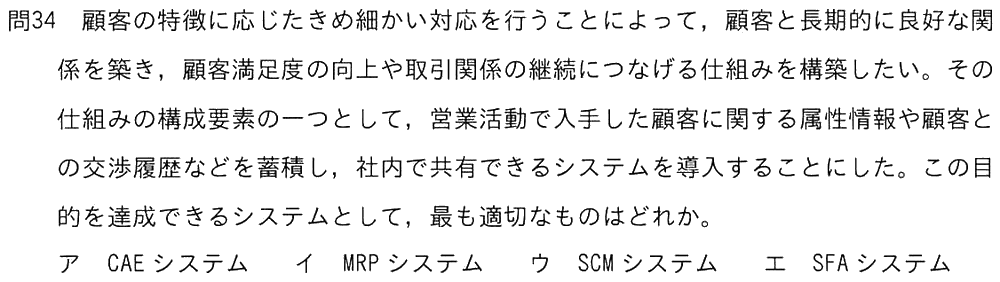 問34　顧客の特徴に応じたきめ細かい対応を行うことによって，顧客と長期的に良好な関
係を築き，顧客満足度の向上や取引関係の継続につなげる仕組みを構築したい。その
仕組みの構成要素の一つとして，営業活動で入手した顧客に関する属性情報や顧客と
の交渉履歴などを蓄積し，社内で共有できるシステムを導入することにした。この目
的を達成できるシステムとして，最も適切なものはどれか。
ア　CAE システム　　イ　MRP システム　　ウ　SCM システム　　エ　SFA システム